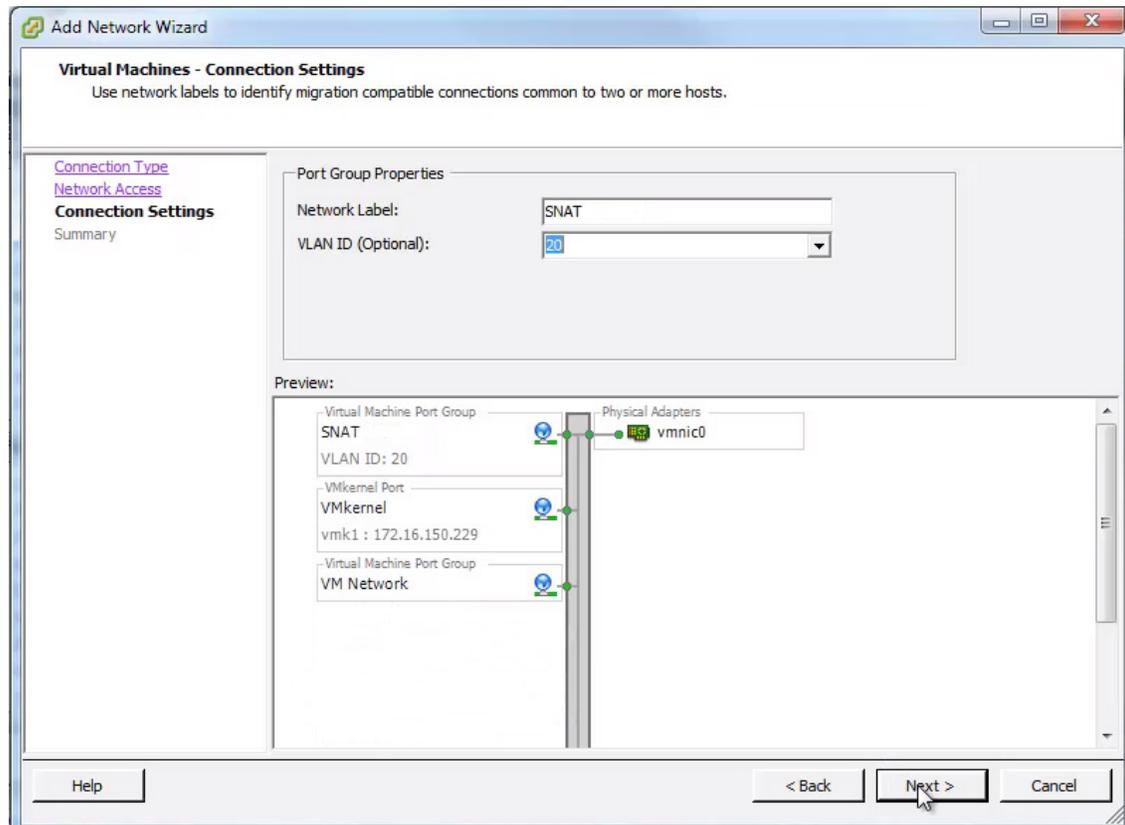 Add Network Wizard
Virtual Machines - Connection Settings
Use network labels to identify migration compatible connections common to two or more hosts.
Connection Type
Network Access
Connection Settings
Summary
Port Group Properties
Network Label: SNAT
VLAN ID (Optional): 20
Preview:
Virtual Machine Port Group
SNAT
VLAN ID: 20
Physical Adapters
vmnic0
VMkernel Port
VMkernel
vmk1 : 172.16.150.229
Virtual Machine Port Group
VM Network
Help < Back Next > Cancel